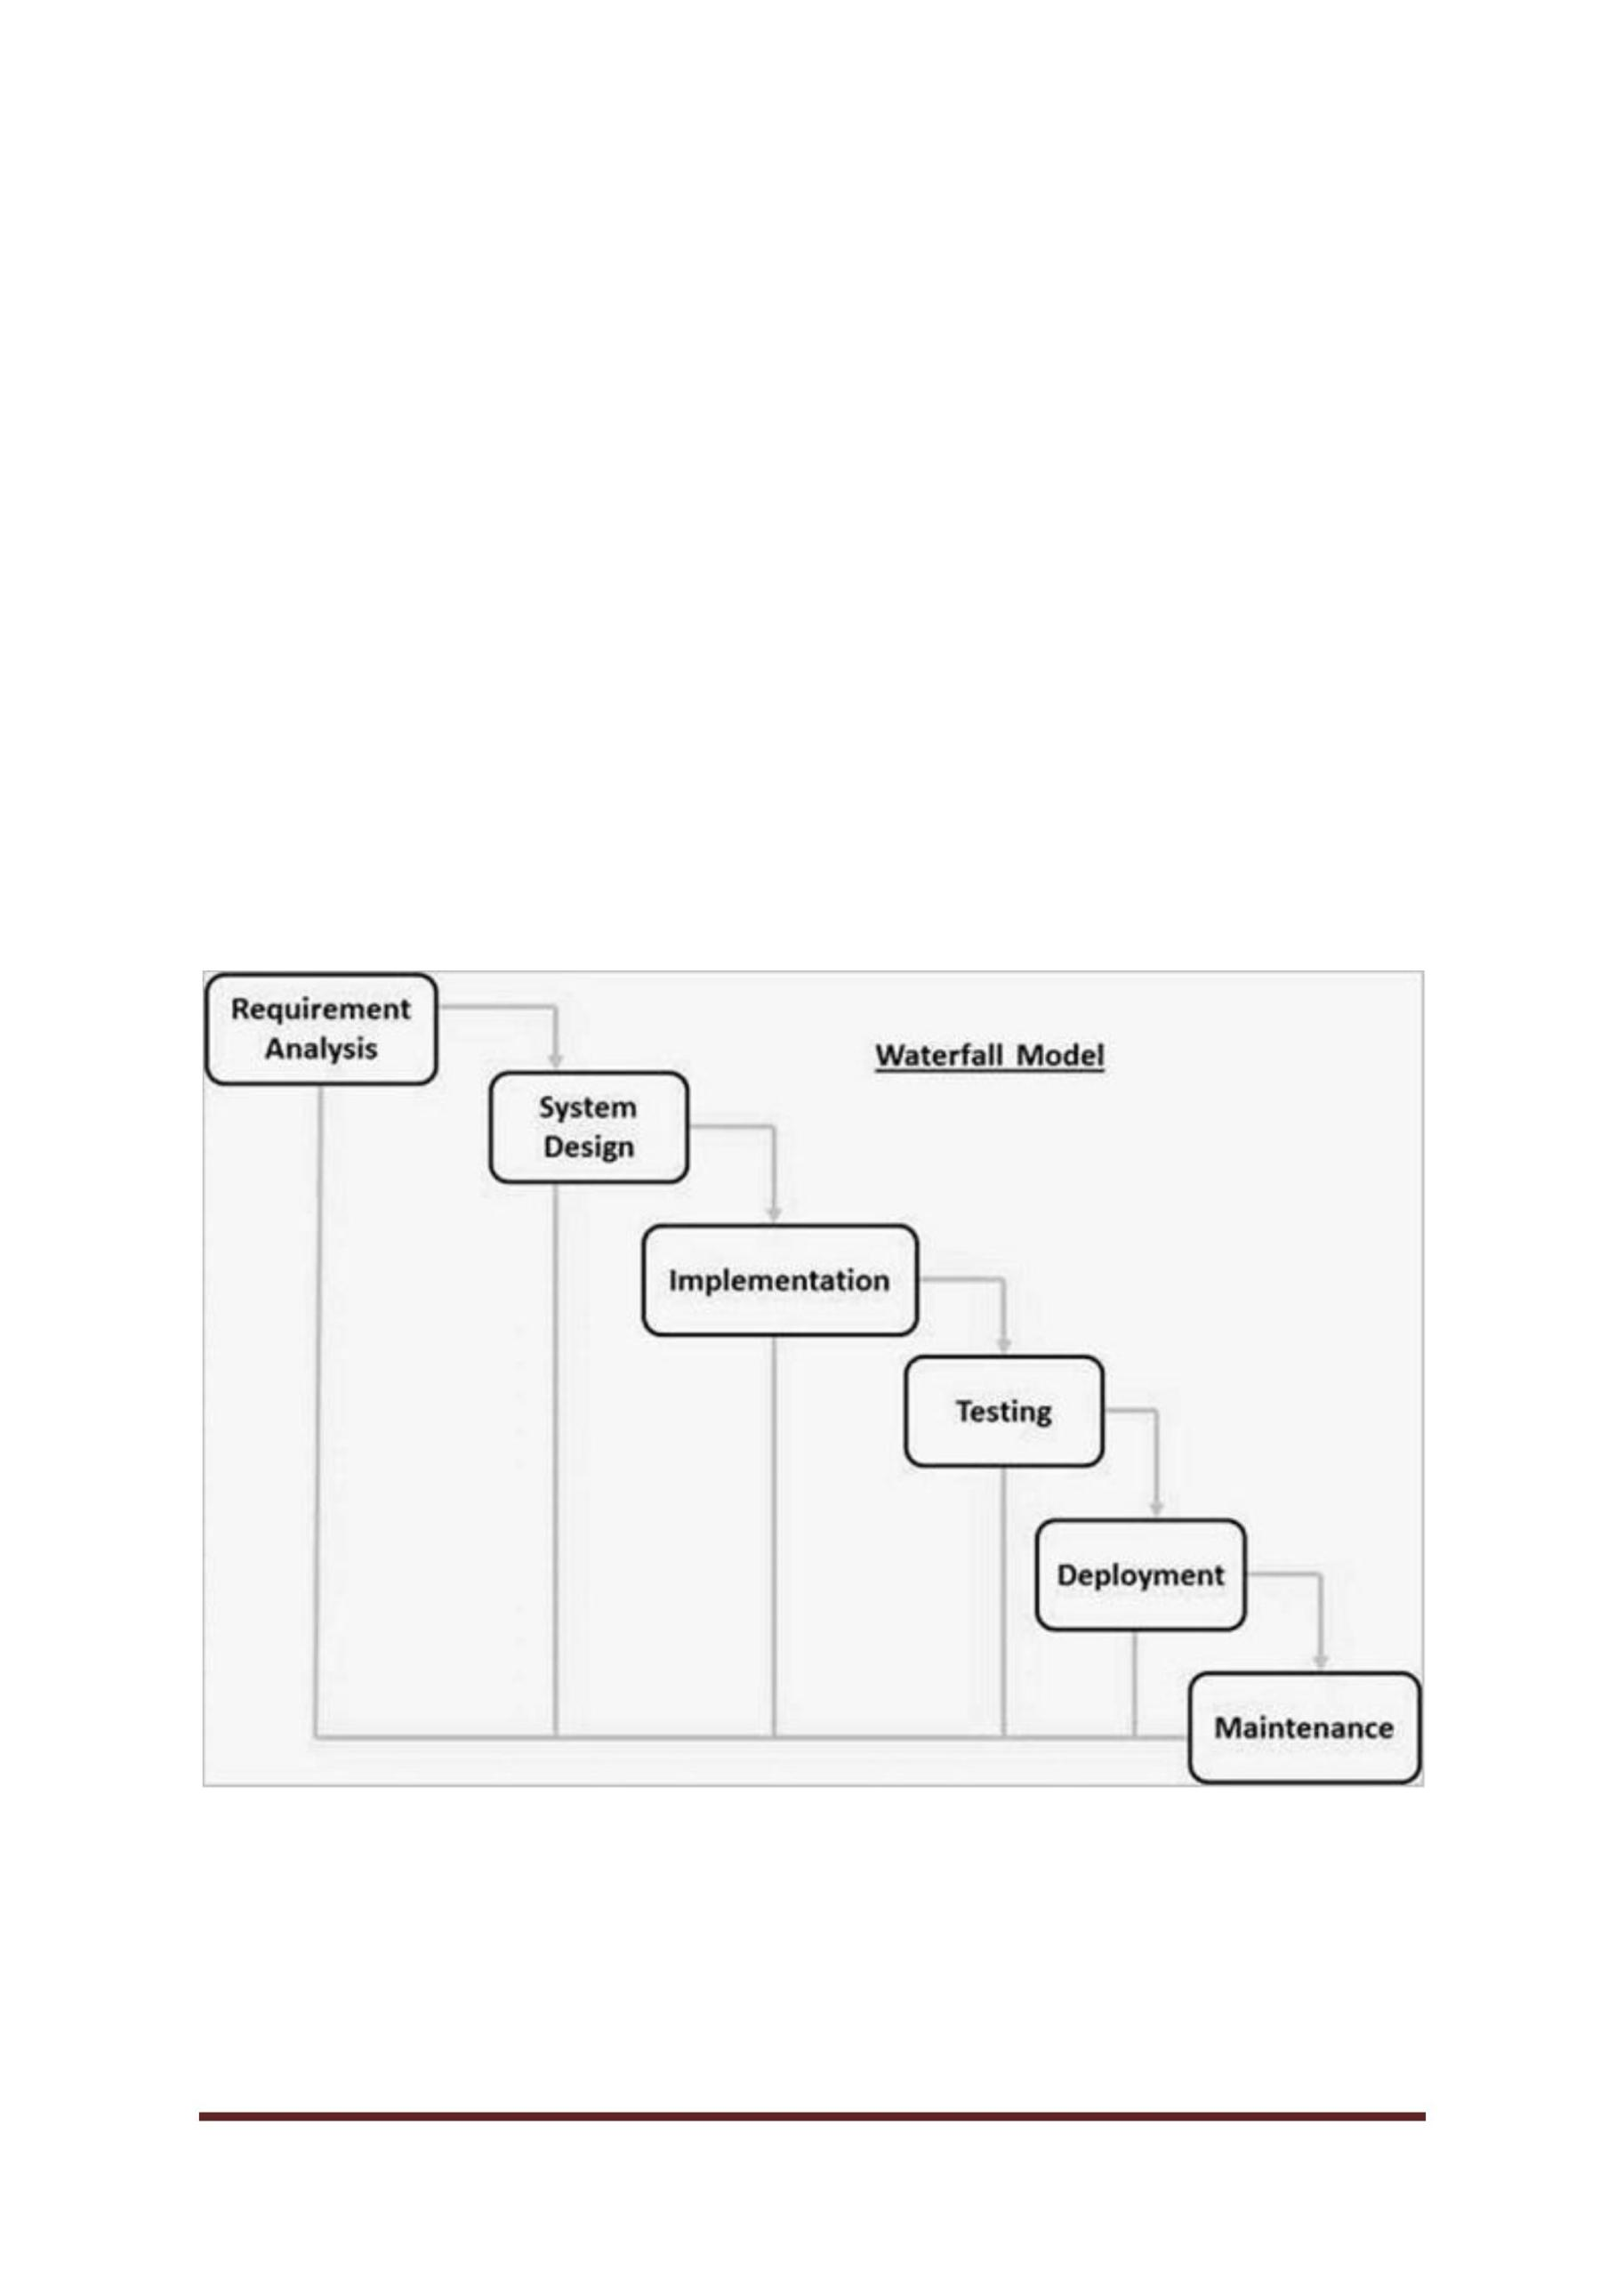 Requirement
Analysis
Waterfall Model
System
Design
Implementation
Testing
Deployment
Maintenance